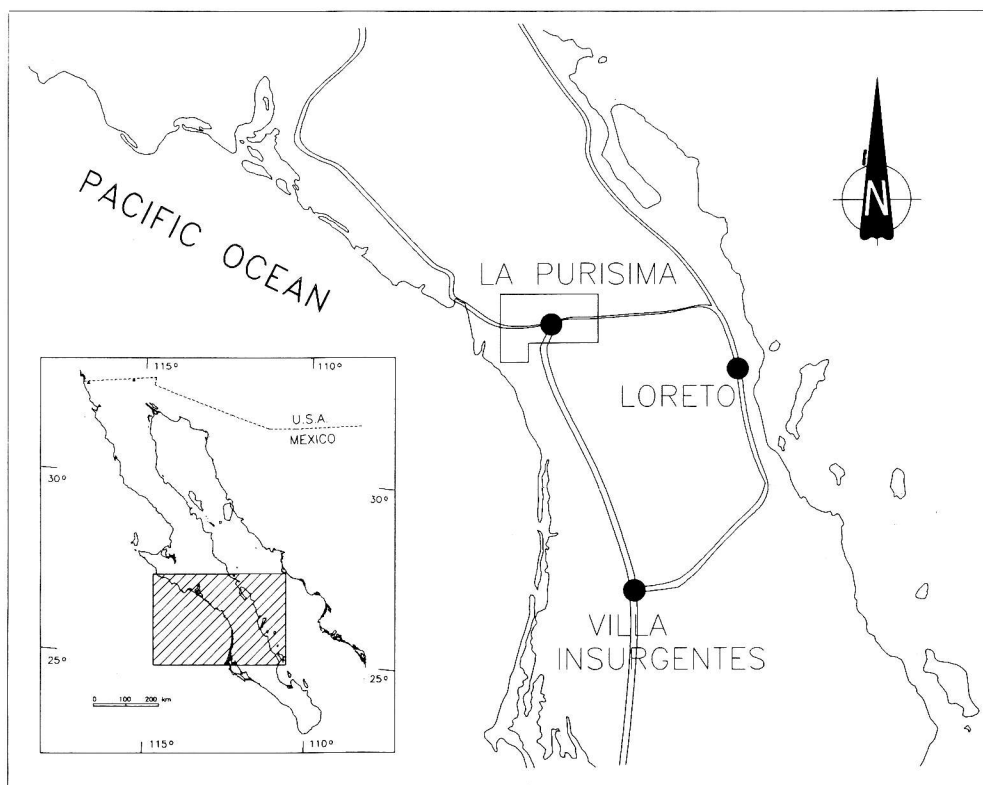 PACIFIC OCEAN
LA PURISIMA
N
LORETO
VILLA
INSURGENTES
115°
110°
U.S.A.
MEXICO
30°
30°
25°
25°
0 100 200 km
115°
110°